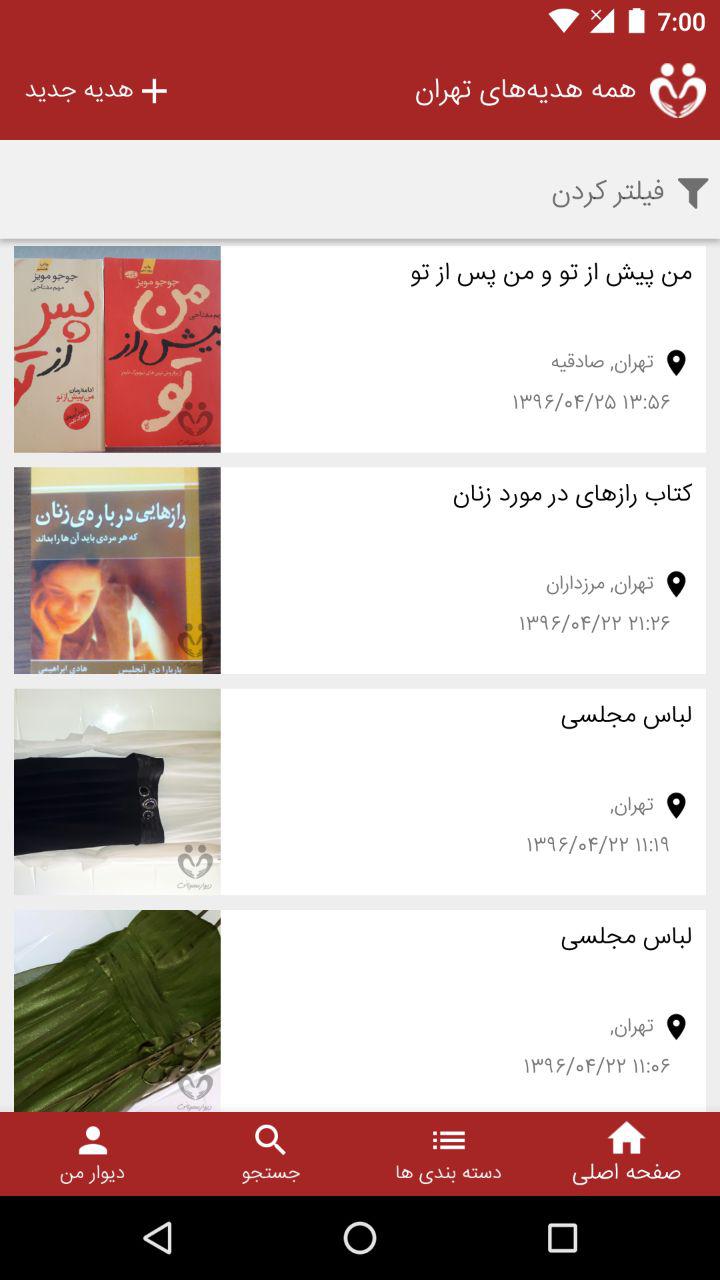 7:00
همه هدیه‌های تهران
هدیه جدید
فیلتر کردن
من پیش از تو و من پس از تو
تهران, صادقیه
۱۳۹۶/۰۴/۲۵ ۱۳:۵۶
جوجو مویز
من
پیش از
تو
جوجو مویز
مریم مفتاحی
پس
از
تو
ادامه رمان
من پیش از تو
کتاب رازهای در مورد زنان
تهران, مرزداران
۱۳۹۶/۰۴/۲۲ ۲۱:۲۶
رازهایی درباره‌ی زنان
که هر مردی باید آن ها را بداند
باربارا دی آنجلیس
هادی ابراهیمی
لباس مجلسی
تهران,
۱۳۹۶/۰۴/۲۲ ۱۱:۱۹
لباس مجلسی
تهران,
۱۳۹۶/۰۴/۲۲ ۱۱:۰۶
صفحه اصلی
دسته بندی ها
جستجو
دیوار من